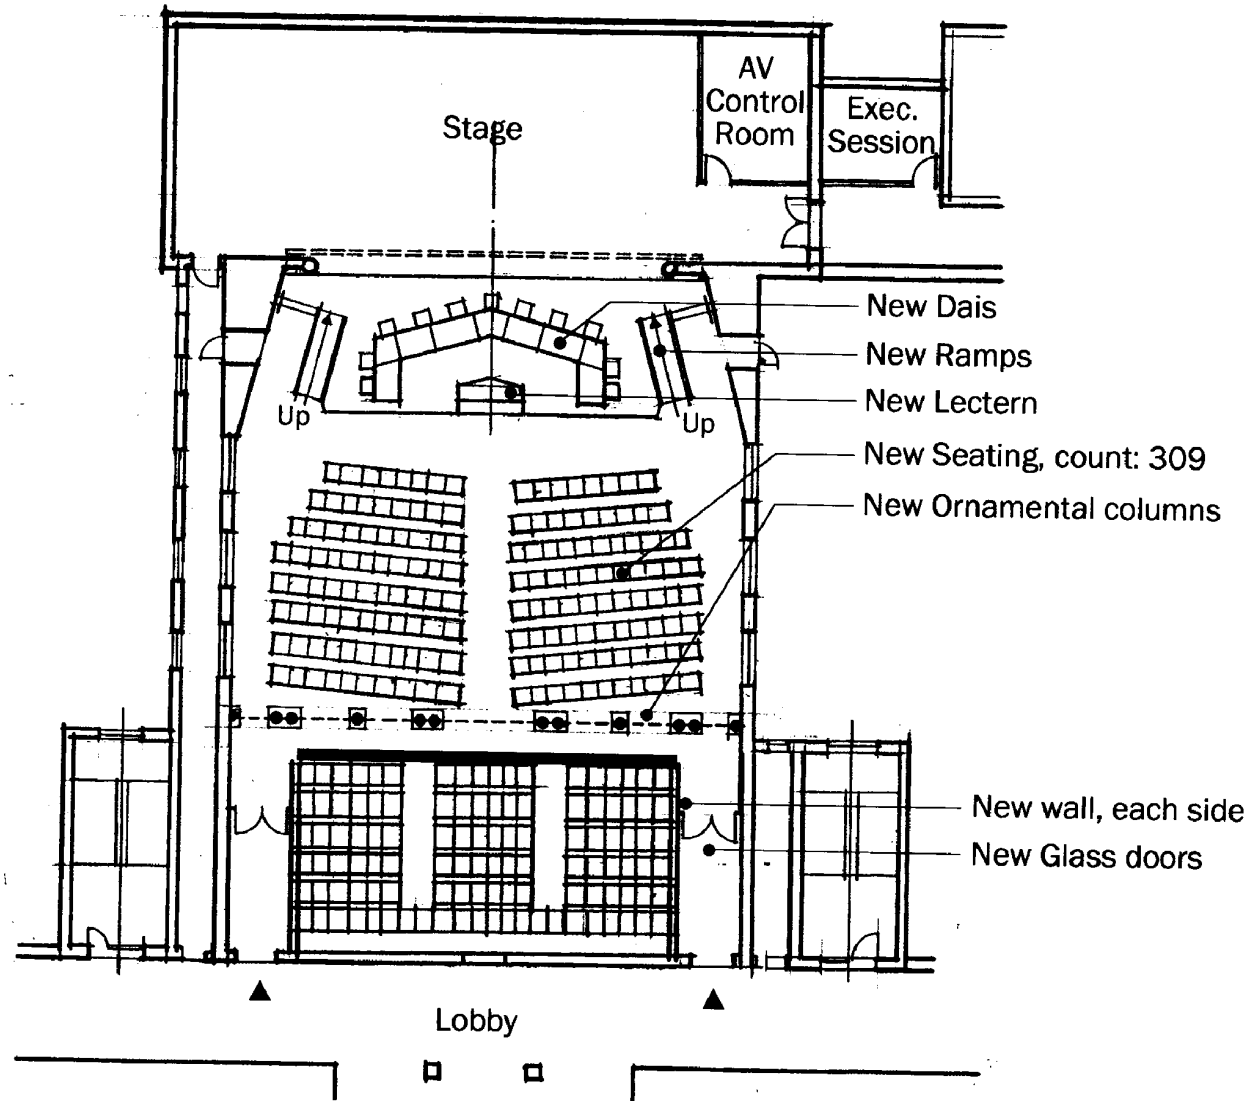 AV
Control
Room
Exec.
Session
Stage
New Dais
New Ramps
New Lectern
Up
Up
New Seating, count: 309
New Ornamental columns
New wall, each side
New Glass doors
Lobby